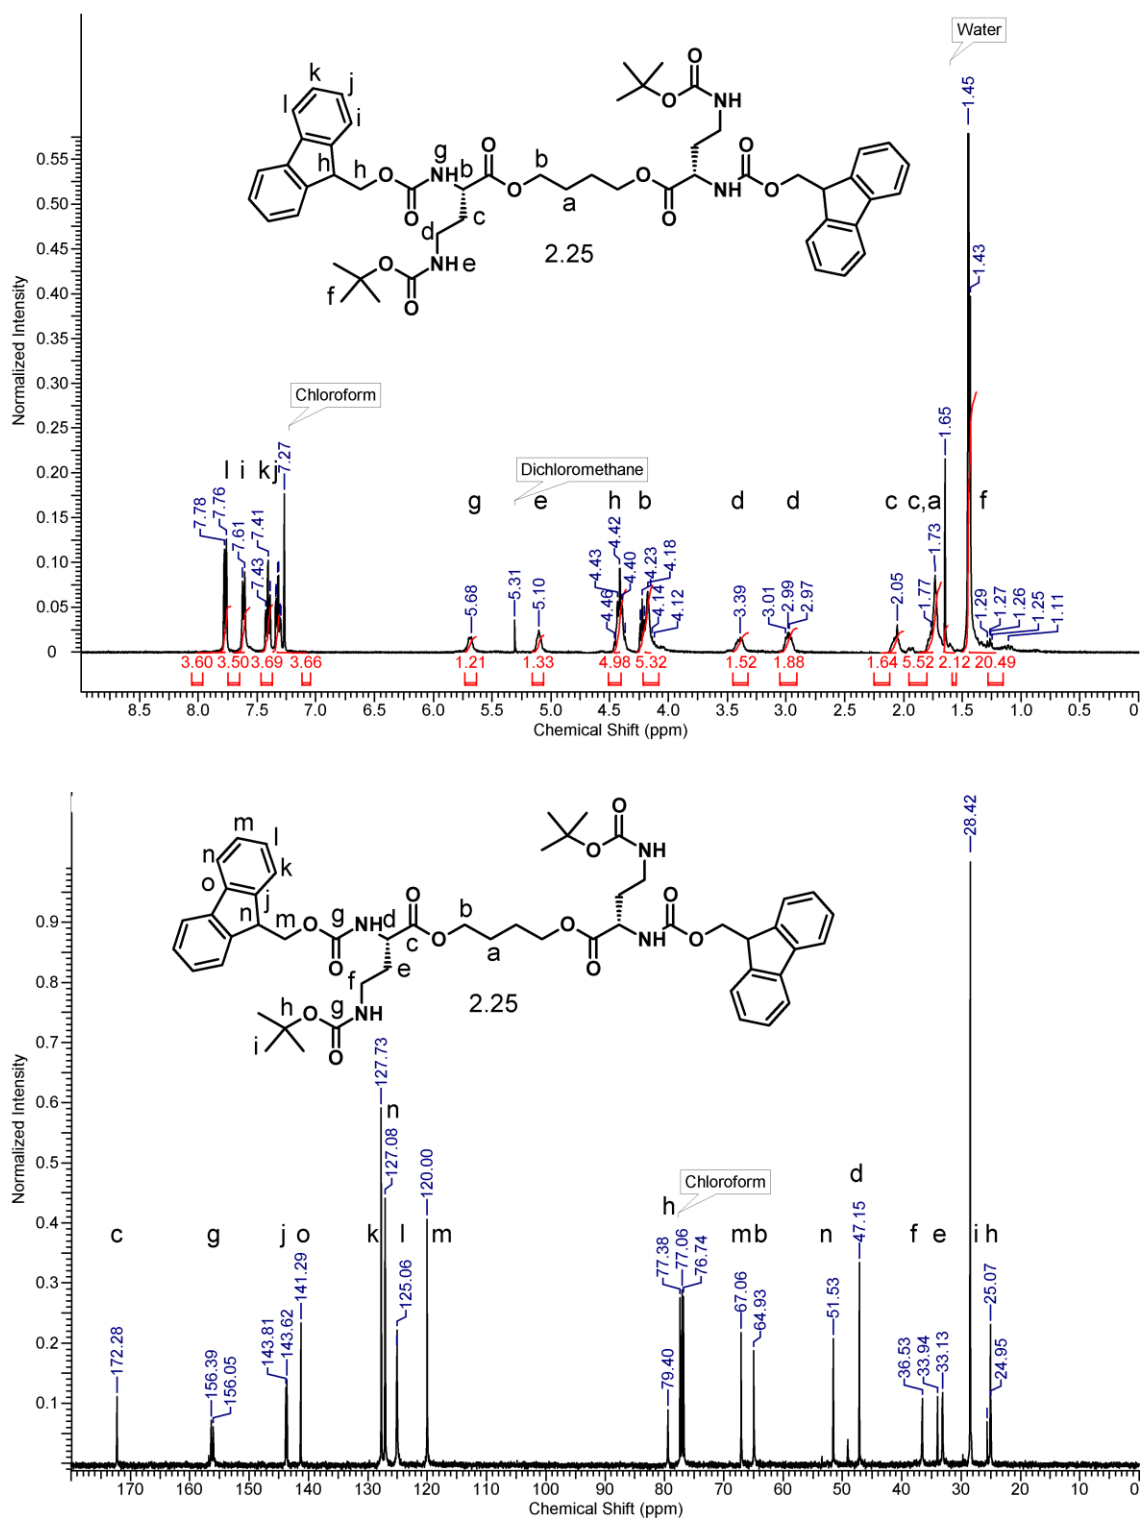 Water
1.45
1.43
Normalized Intensity
0.55
0.50
0.45
0.40
0.35
0.30
0.25
0.20
0.15
0.10
0.05
0
k
j
l
i
h
h
O
O
g
NH
b
O
O
c
d
O
O
NH
e
f
b
a
2.25
O
O
O
O
NH
NH
O
O
Chloroform
7.27
Dichloromethane
1.65
l
i
k
j
g
e
h
b
d
d
c
c,a
f
7.78
7.76
7.61
7.43
7.41
5.68
5.31
5.10
4.46
4.43
4.42
4.40
4.23
4.18
4.14
4.12
3.39
3.01
2.99
2.97
2.05
1.77
1.73
1.29
1.27
1.26
1.25
1.11
3.60 3.50 3.69 3.66 1.21 1.33 4.98 5.32 1.52 1.88 1.64 5.52 2.12 20.49
8.5 8.0 7.5 7.0 6.5 6.0 5.5 5.0 4.5 4.0 3.5 3.0 2.5 2.0 1.5 1.0 0.5 0
Chemical Shift (ppm)
28.42
Normalized Intensity
0.9
0.8
0.7
0.6
0.5
0.4
0.3
0.2
0.1
m
l
n
k
o
j
n
m
O
g
O
NH
d
O
c
O
e
f
h
O
g
NH
O
i
b
a
2.25
O
O
O
O
NH
NH
O
O
127.73
n
127.08
120.00
Chloroform
c
g
j
o
k
l
m
h
m
b
n
d
f
e
i
h
172.28
156.39
156.05
143.81
143.62
141.29
125.06
79.40
77.38
77.06
76.74
67.06
64.93
51.53
47.15
36.53
33.94
33.13
25.07
24.95
170 160 150 140 130 120 110 100 90 80 70 60 50 40 30 20 10 0
Chemical Shift (ppm)